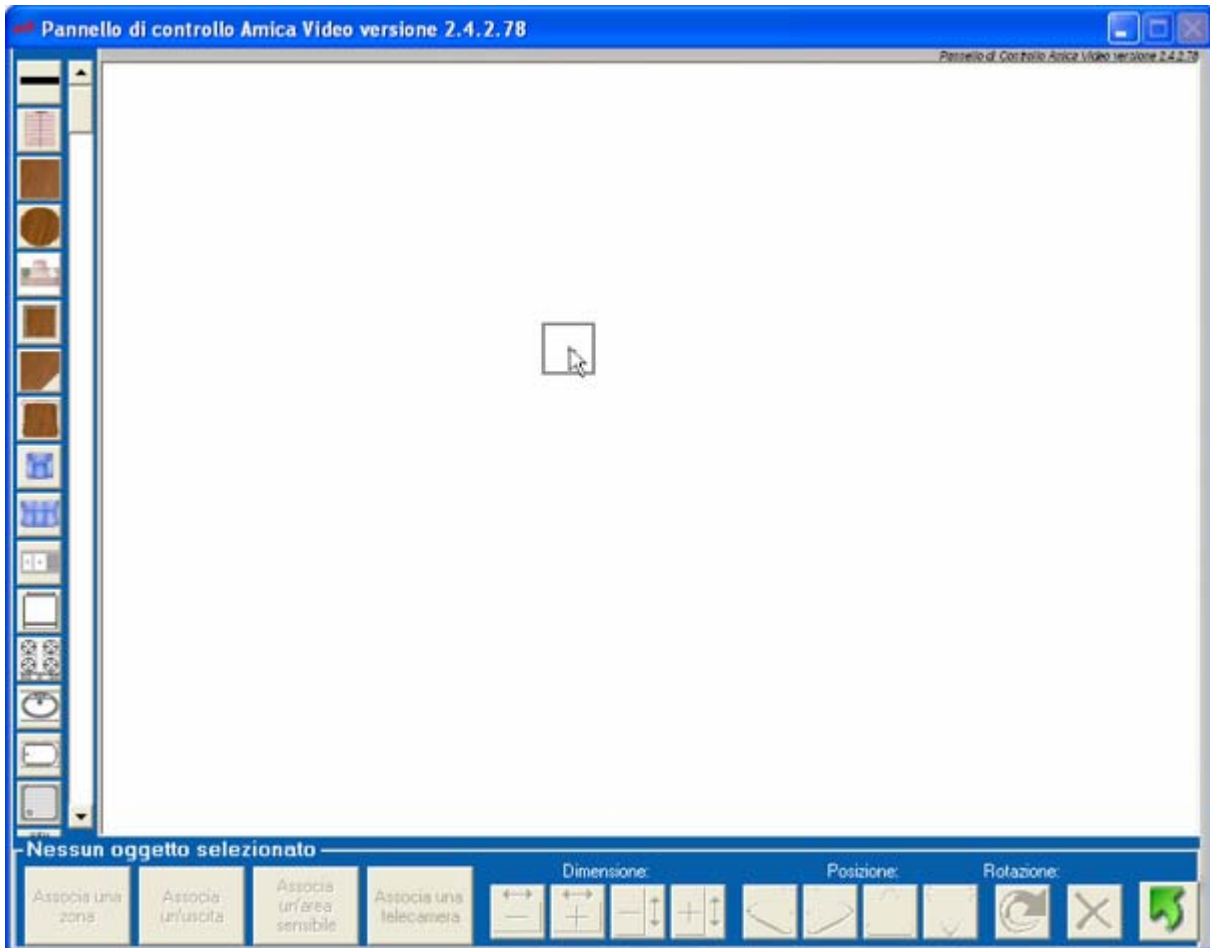 Pannello di controllo Amica Video versione 2.4.2.78
Pannello di Controllo Amica Video versione 2.4.2.78
Nessun oggetto selezionato
Dimensione:
Posizione:
Rotazione:
Associa una
zona
Associa
un'uscita
Associa
un'area
sensibile
Associa una
telecamera